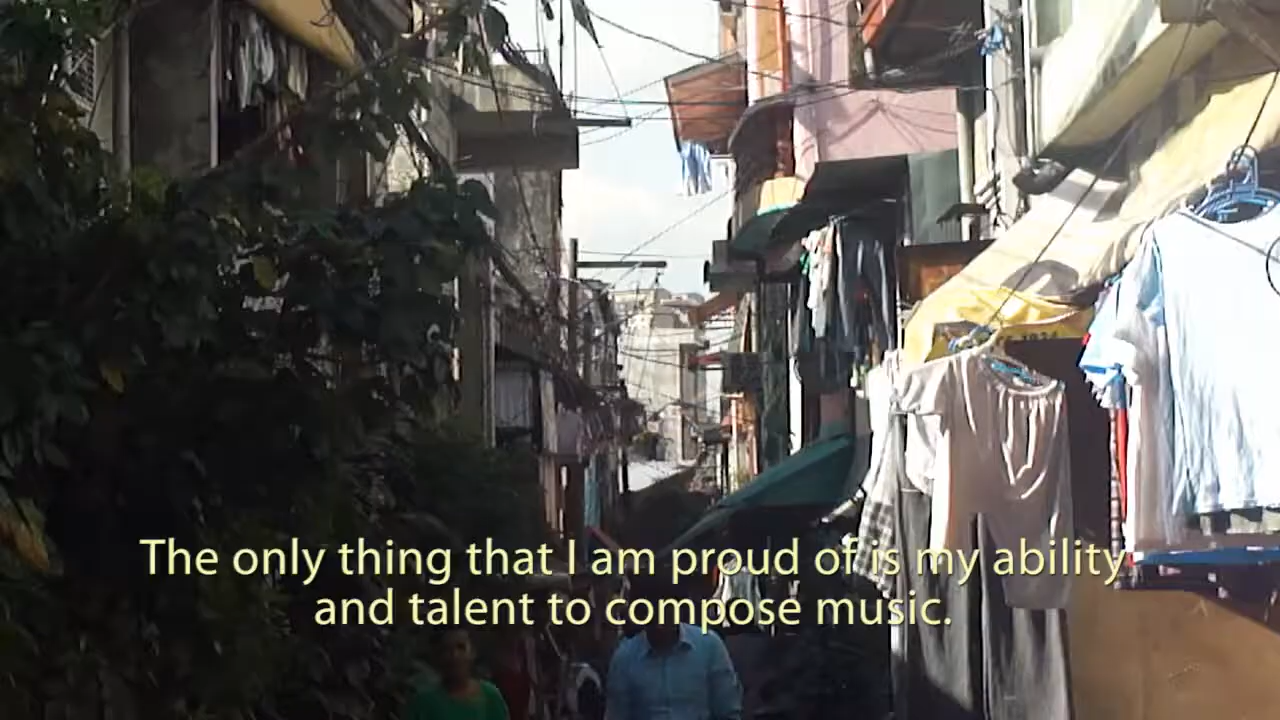 The only thing that I am proud of is my ability
and talent to compose music.